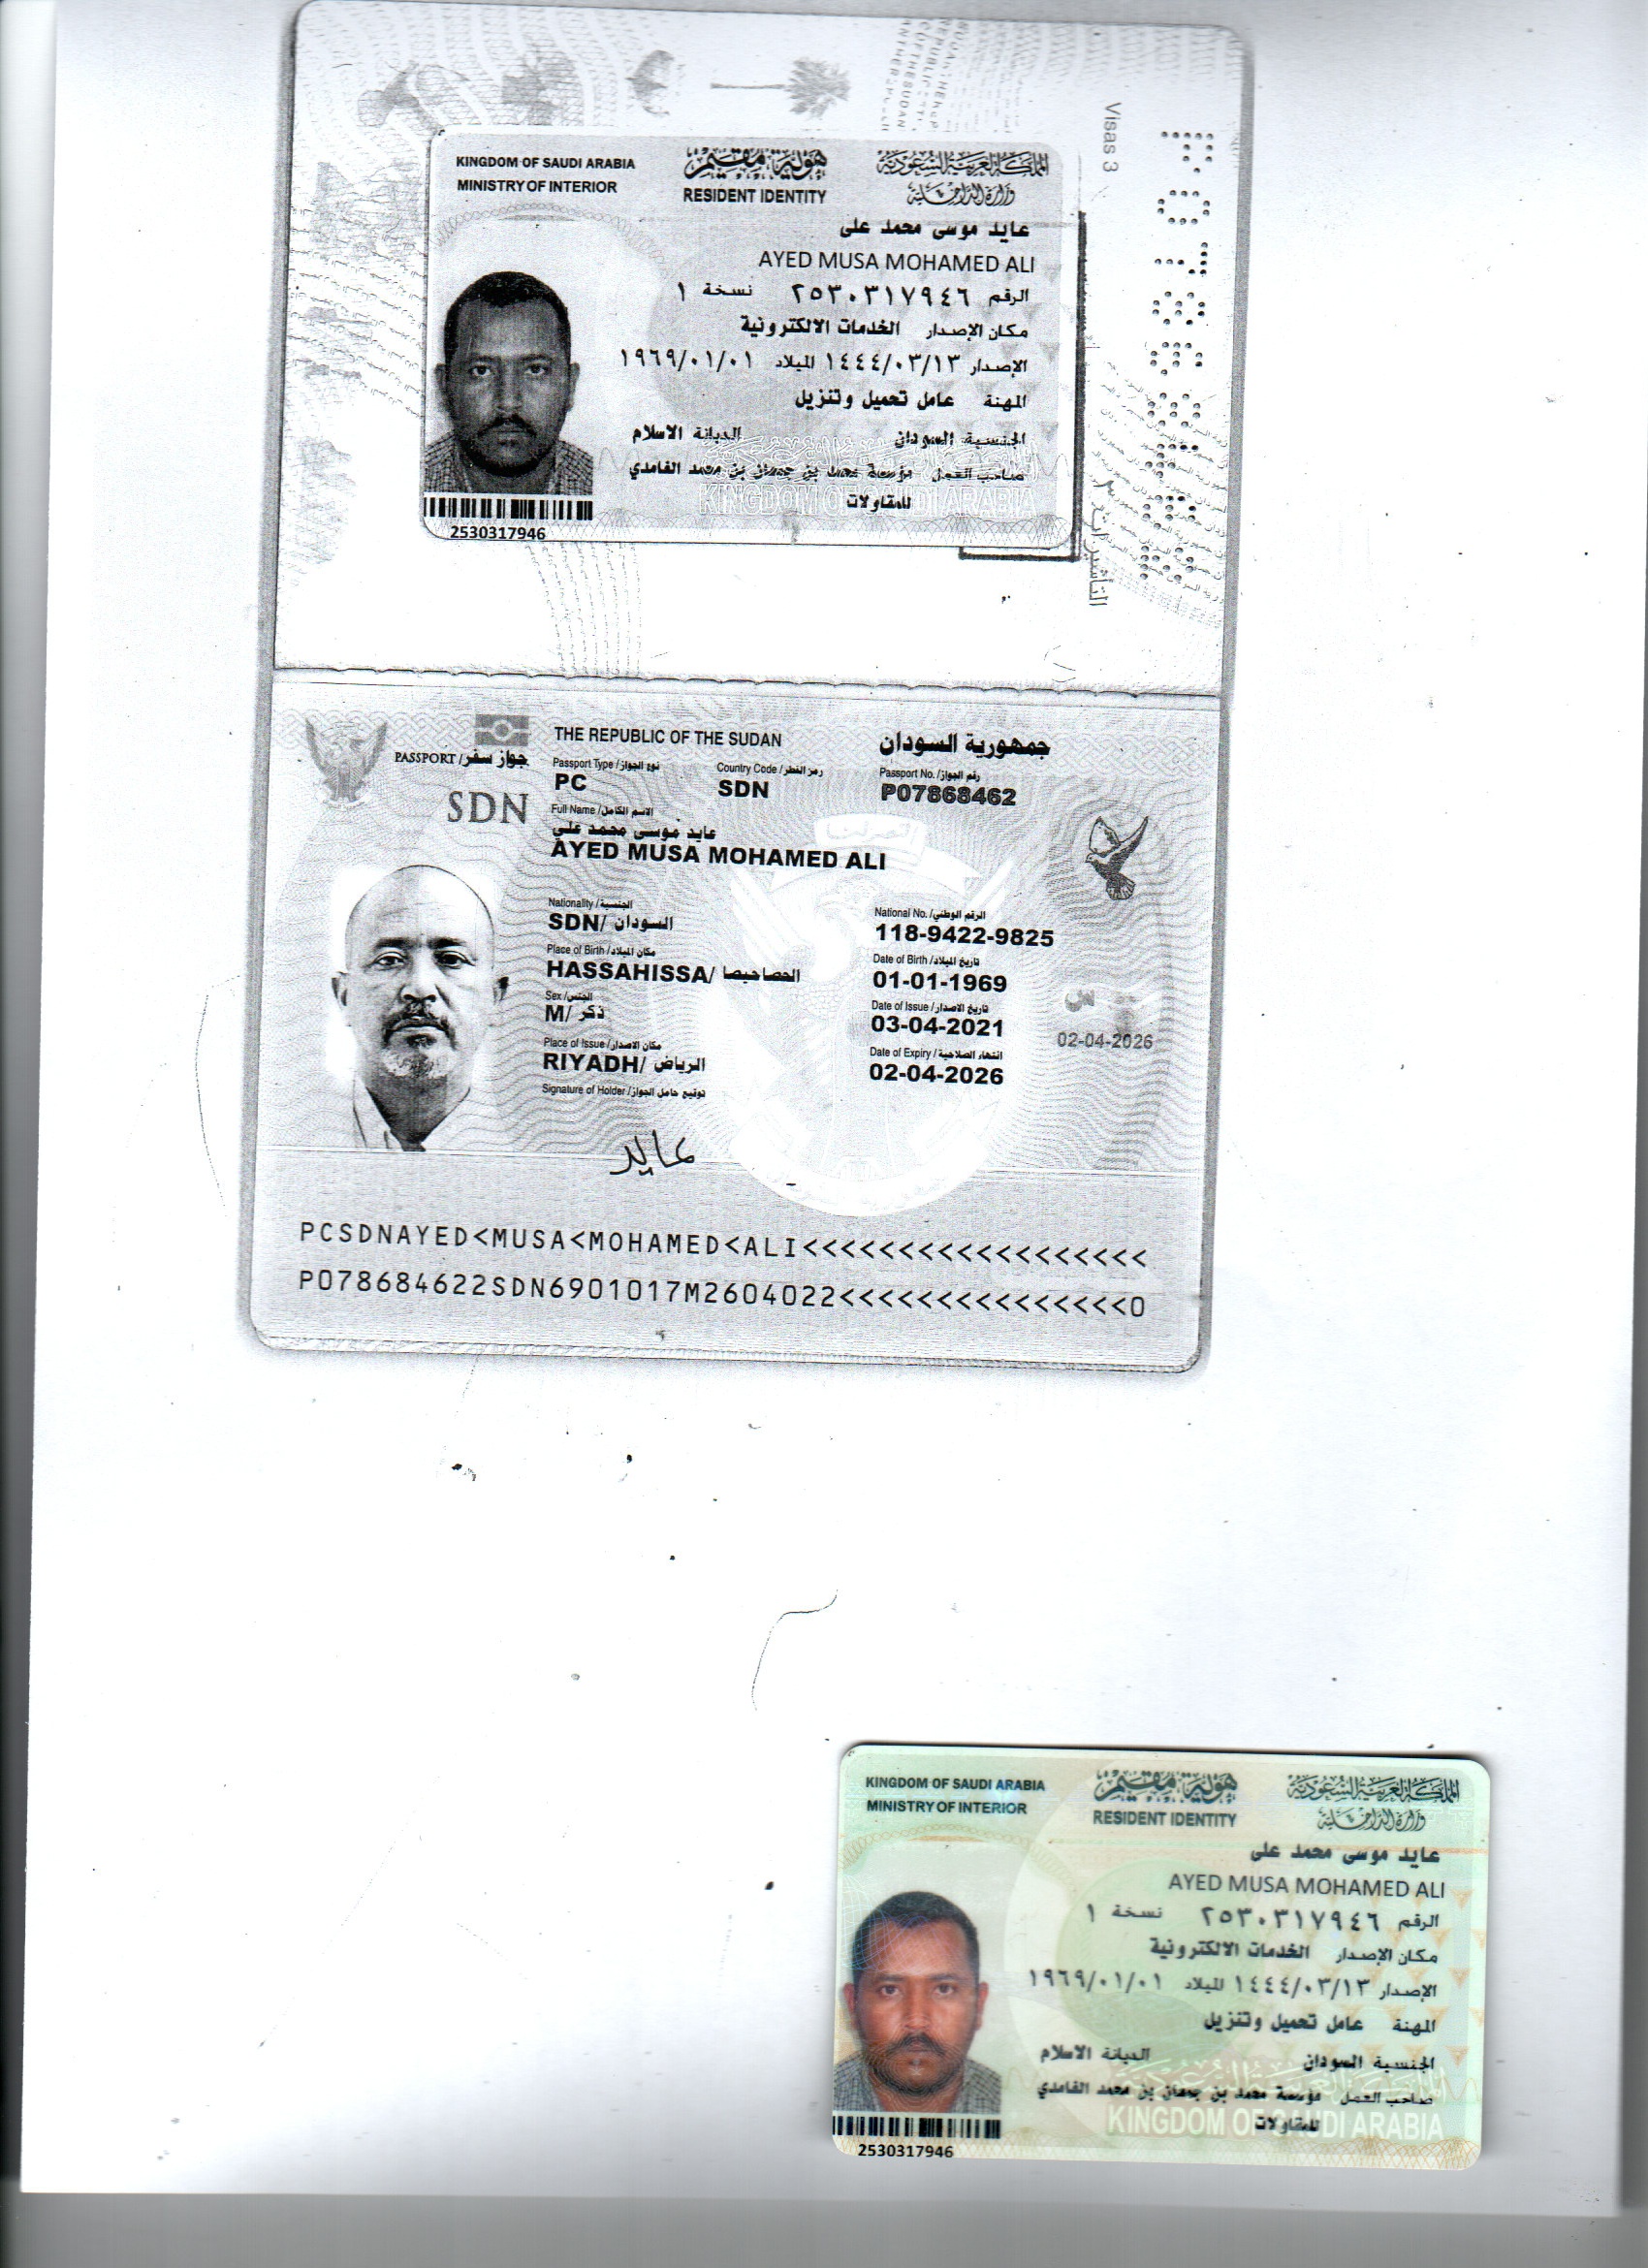 Visas 3
التأشيرات
KINGDOM OF SAUDI ARABIA
MINISTRY OF INTERIOR
هوية مقيم
RESIDENT IDENTITY
المملكة العربية السعودية
وزارة الداخلية
عايد موسى محمد على
AYED MUSA MOHAMED ALI
الرقم ٢٥٣٠٣١٧٩٤٦ نسخة ١
مكان الإصدار الخدمات الالكترونية
الإصدار ١٤٤٤/٠٣/١٣ الميلاد ١٩٦٩/٠١/٠١
المهنة عامل تحميل وتنزيل
الجنسية السودان الديانة الاسلام
صاحب العمل مؤسسة محمد بن جمعان بن محمد الغامدي
للمقاولات
KINGDOM OF SAUDI ARABIA
2530317946
PASSPORT / جواز سفر
SDN
THE REPUBLIC OF THE SUDAN جمهورية السودان
Passport Type / نوع الجواز Country Code / رمز القطر Passport No. / رقم الجواز
PC SDN P07868462
Full Name / الاسم الكامل
عايد موسى محمد علي
AYED MUSA MOHAMED ALI
Nationality / الجنسية National No. / الرقم الوطني
SDN/ السودان 118-9422-9825
Place of Birth / مكان الميلاد Date of Birth / تاريخ الميلاد
HASSAHISSA/ الحصاحيصا 01-01-1969
Sex / الجنس Date of Issue / تاريخ الاصدار
M/ ذكر 03-04-2021
Place of Issue / مكان الاصدار Date of Expiry / انتهاء الصلاحية
RIYADH/ الرياض 02-04-2026
02-04-2026
Signature of Holder / توقيع حامل الجواز
عايد
PCSDNAYED<MUSA<MOHAMED<ALI<<<<<<<<<<<<<<<<<<
P078684622SDN6901017M2604022<<<<<<<<<<<<<<<0
KINGDOM OF SAUDI ARABIA
MINISTRY OF INTERIOR
هوية مقيم
RESIDENT IDENTITY
المملكة العربية السعودية
وزارة الداخلية
عايد موسى محمد على
AYED MUSA MOHAMED ALI
الرقم ٢٥٣٠٣١٧٩٤٦ نسخة ١
مكان الإصدار الخدمات الالكترونية
الإصدار ١٤٤٤/٠٣/١٣ الميلاد ١٩٦٩/٠١/٠١
المهنة عامل تحميل وتنزيل
الجنسية السودان الديانة الاسلام
صاحب العمل مؤسسة محمد بن جمعان بن محمد الغامدي
للمقاولات
KINGDOM OF SAUDI ARABIA
2530317946